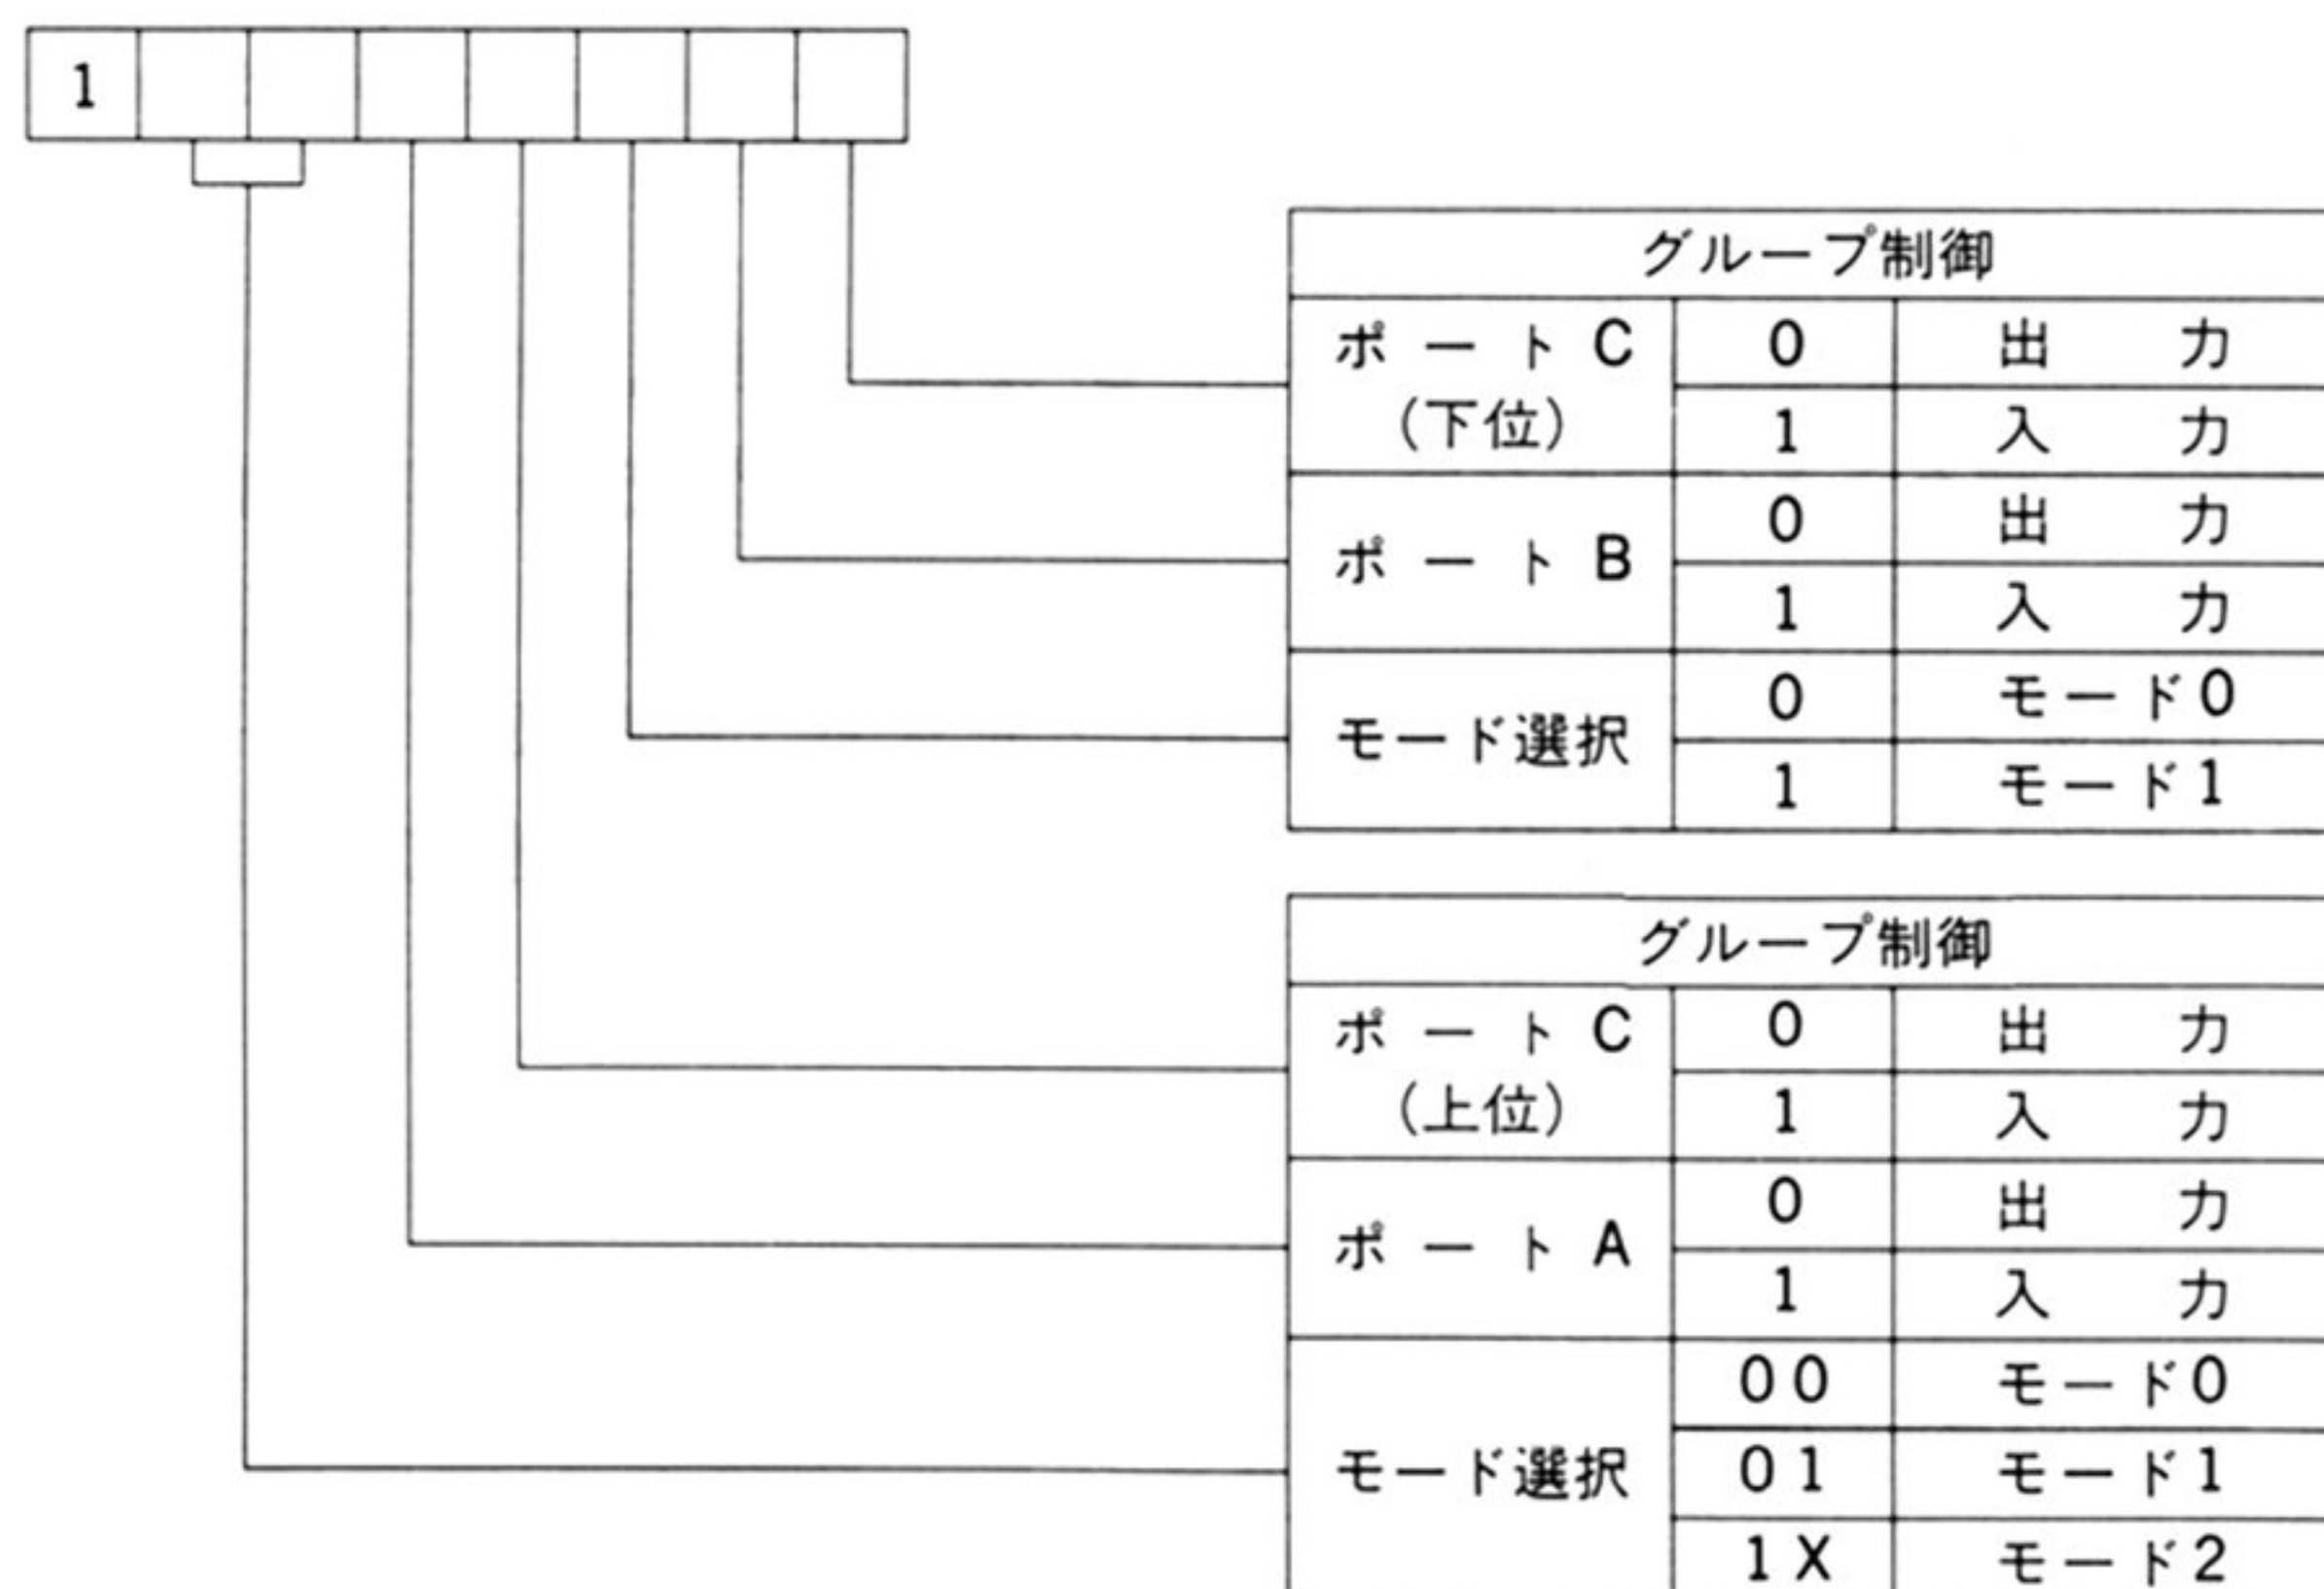 1
グループ制御
ポートC 0 出力
(下位) 1 入力
ポートB 0 出力
1 入力
モード選択 0 モード0
1 モード1
グループ制御
ポートC 0 出力
(上位) 1 入力
ポートA 0 出力
1 入力
モード選択 00 モード0
01 モード1
1X モード2